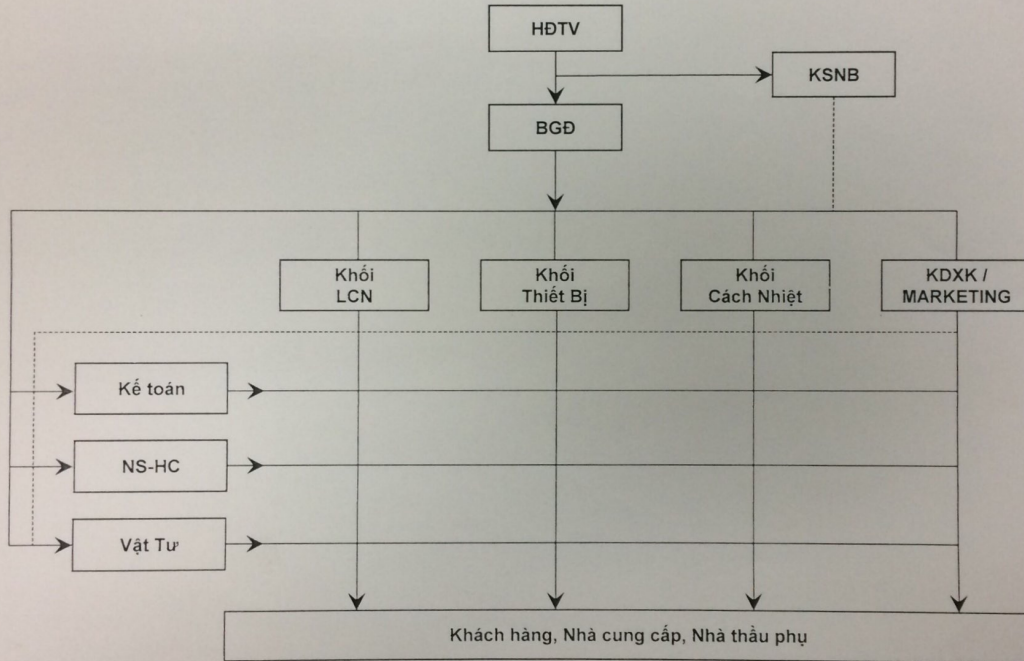 HĐTV
KSNB
BGĐ
Khối
LCN
Khối
Thiết Bị
Khối
Cách Nhiệt
KDXK /
MARKETING
Kế toán
NS-HC
Vật Tư
Khách hàng, Nhà cung cấp, Nhà thầu phụ